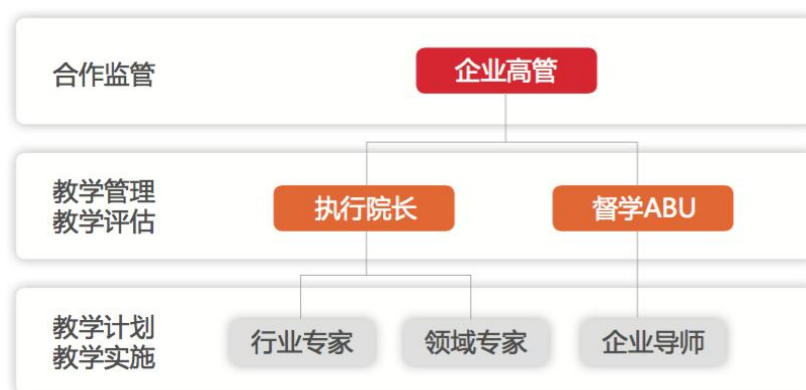 合作监管
企业高管
教学管理
教学评估
执行院长
督学ABU
教学计划
教学实施
行业专家
领域专家
企业导师